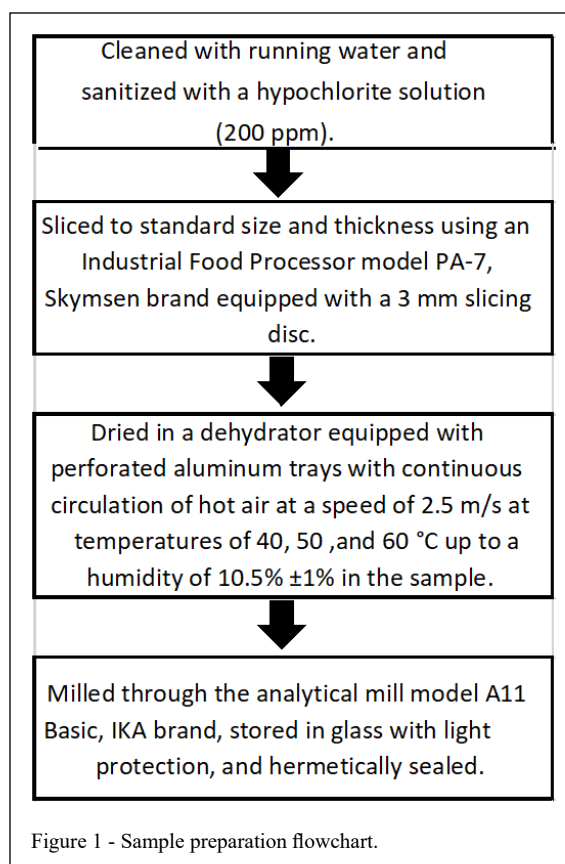 Cleaned with running water and
sanitized with a hypochlorite solution
(200 ppm).
Sliced to standard size and thickness using an
Industrial Food Processor model PA-7,
Skymsen brand equipped with a 3 mm slicing
disc.
Dried in a dehydrator equipped with
perforated aluminum trays with continuous
circulation of hot air at a speed of 2.5 m/s at
temperatures of 40, 50 ,and 60 °C up to a
humidity of 10.5% ±1% in the sample.
Milled through the analytical mill model A11
Basic, IKA brand, stored in glass with light
protection, and hermetically sealed.
Figure 1 - Sample preparation flowchart.